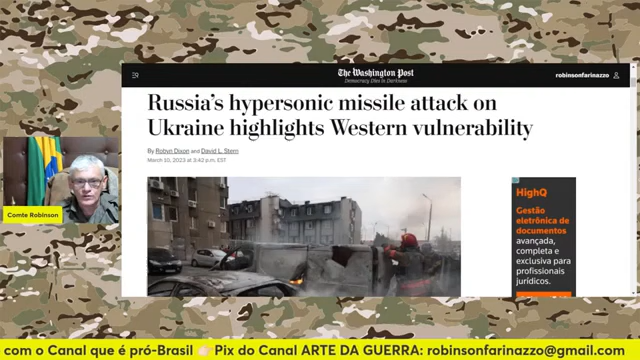 The Washington Post
Democracy Dies in Darkness
robinsonfarinazzo
Russia's hypersonic missile attack on
Ukraine highlights Western vulnerability
By Robyn Dixon and David L. Stern
March 10, 2023 at 3:42 p.m. EST
HighQ
Gestão
eletrônica de
documentos
avançada,
completa e
exclusiva para
profissionais
jurídicos.
Comte Robinson
com o Canal que é pró-Brasil 👉🏻 Pix do Canal ARTE DA GUERRA: robinsonfarinazzo@gmail.com